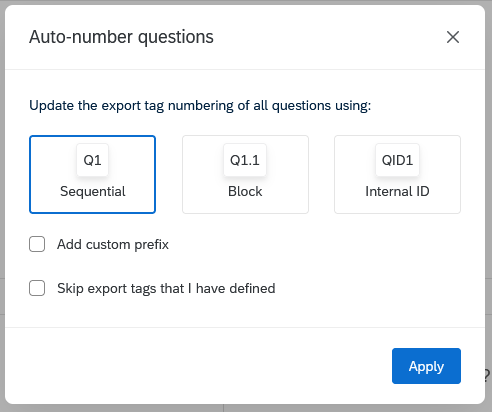 Auto-number questions
Update the export tag numbering of all questions using:
Q1
Sequential
Q1.1
Block
QID1
Internal ID
Add custom prefix
Skip export tags that I have defined
Apply
?